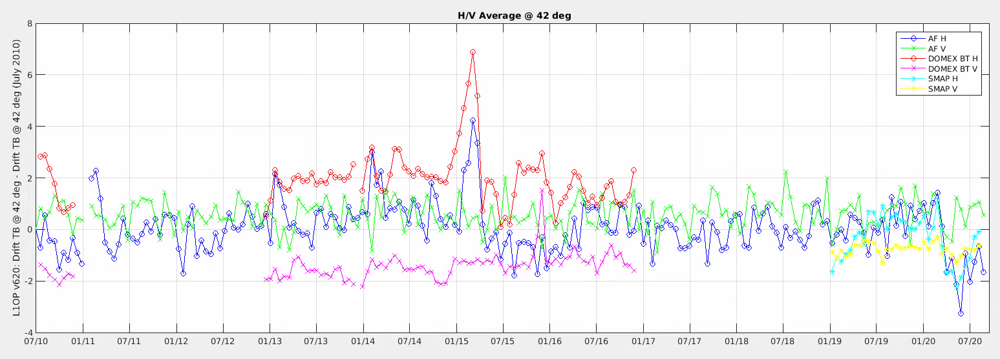 H/V Average @ 42 deg
L1OP v620: Drift TB @ 42 deg - Drift TB @ 42 deg (July 2010)
8
6
4
2
0
-2
-4
AF H
AF V
DOMEX BT H
DOMEX BT V
SMAP H
SMAP V
07/10 01/11 07/11 01/12 07/12 01/13 07/13 01/14 07/14 01/15 07/15 01/16 07/16 01/17 07/17 01/18 07/18 01/19 07/19 01/20 07/20